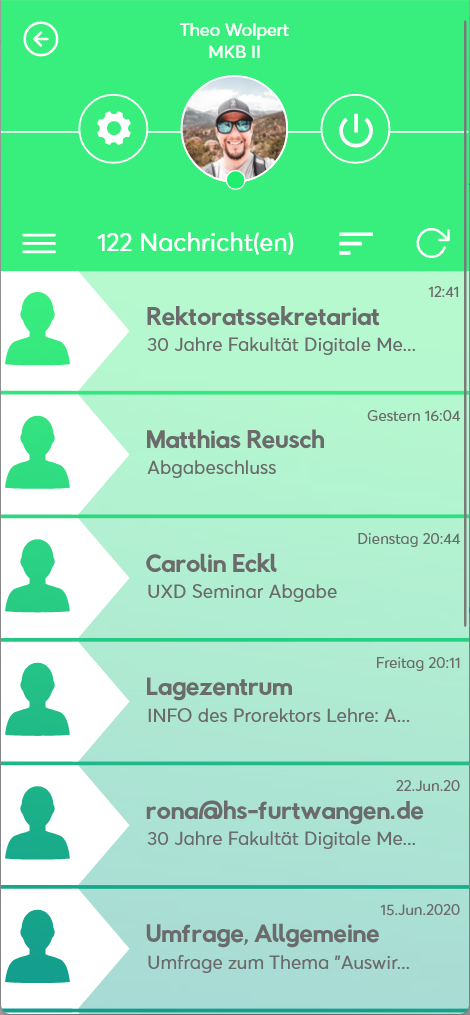 Theo Wolpert
MKB II
122 Nachricht(en)
12:41
Rektoratssekretariat
30 Jahre Fakultät Digitale Me...
Gestern 16:04
Matthias Reusch
Abgabeschluss
Dienstag 20:44
Carolin Eckl
UXD Seminar Abgabe
Freitag 20:11
Lagezentrum
INFO des Prorektors Lehre: A...
22.Jun.20
rona@hs-furtwangen.de
30 Jahre Fakultät Digitale Me...
15.Jun.2020
Umfrage, Allgemeine
Umfrage zum Thema "Auswir...